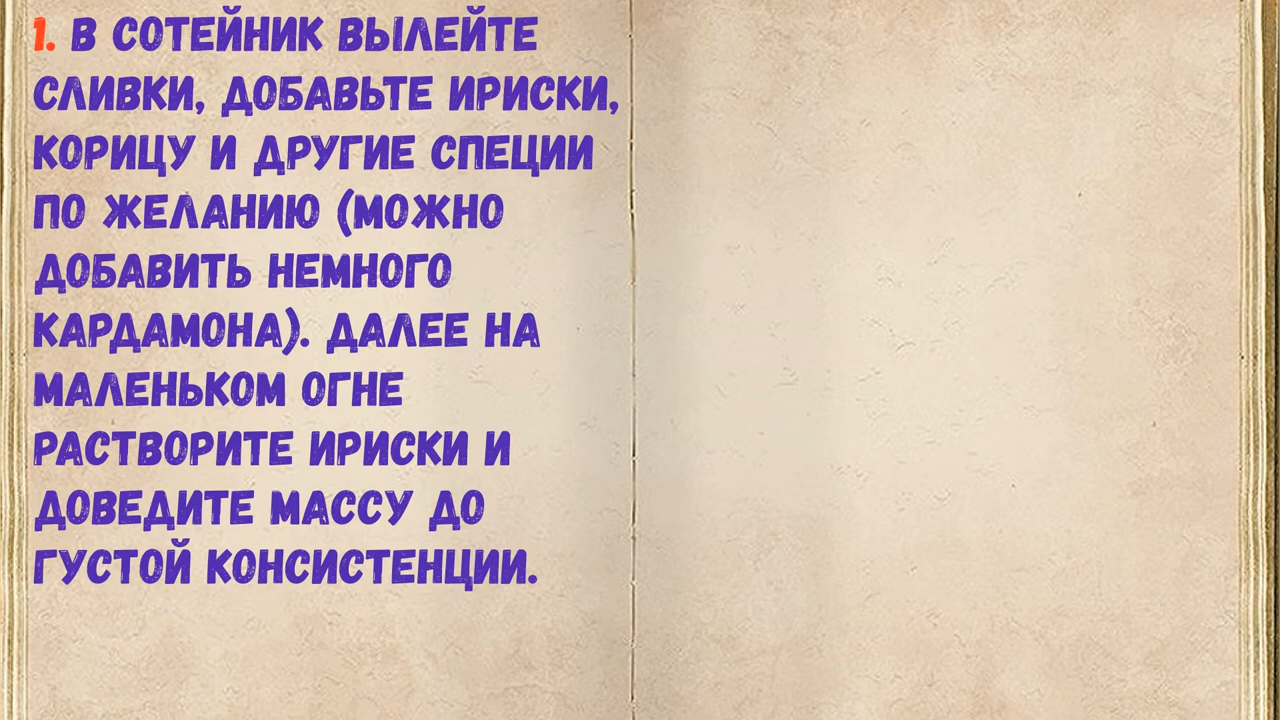 1. В СОТЕЙНИК ВЫЛЕЙТЕ
СЛИВКИ, ДОБАВЬТЕ ИРИСКИ,
КОРИЦУ И ДРУГИЕ СПЕЦИИ
ПО ЖЕЛАНИЮ (МОЖНО
ДОБАВИТЬ НЕМНОГО
КАРДАМОНА). ДАЛЕЕ НА
МАЛЕНЬКОМ ОГНЕ
РАСТВОРИТЕ ИРИСКИ И
ДОВЕДИТЕ МАССУ ДО
ГУСТОЙ КОНСИСТЕНЦИИ.